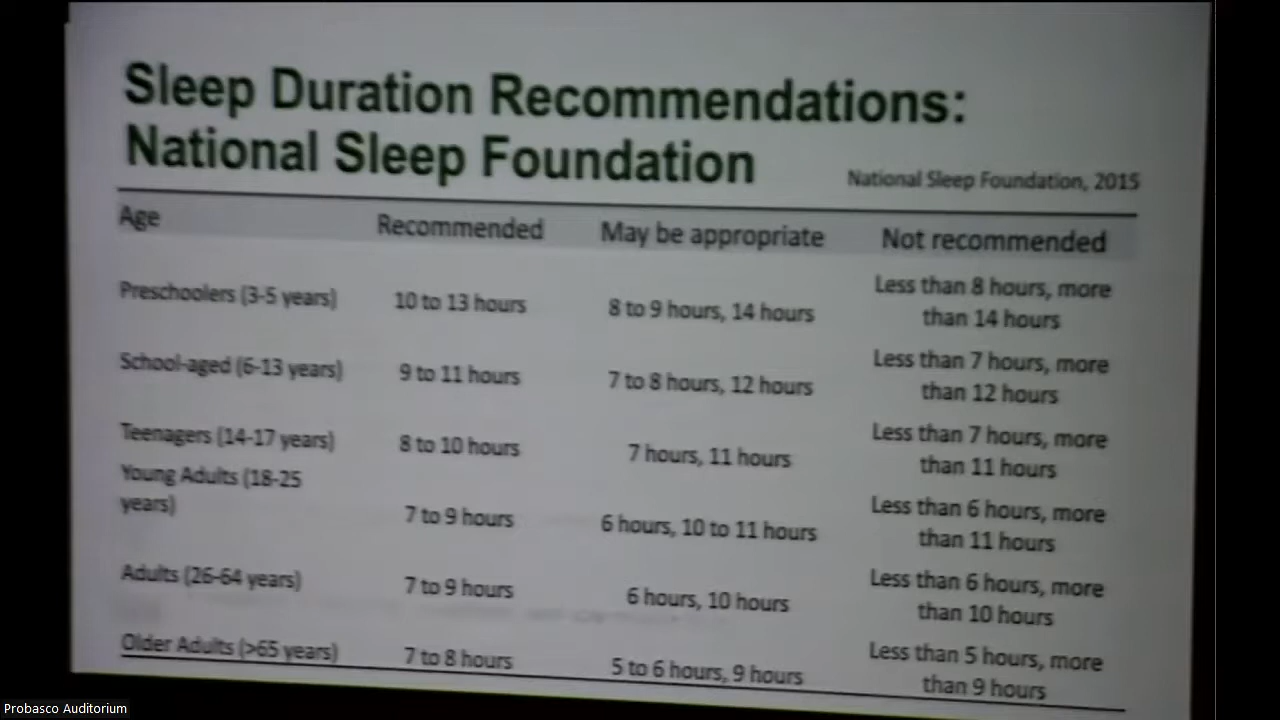 Sleep Duration Recommendations:
National Sleep Foundation
National Sleep Foundation, 2015
Age Recommended May be appropriate Not recommended
Preschoolers (3-5 years) 10 to 13 hours 8 to 9 hours, 14 hours Less than 8 hours, more
than 14 hours
School-aged (6-13 years) 9 to 11 hours 7 to 8 hours, 12 hours Less than 7 hours, more
than 12 hours
Teenagers (14-17 years) 8 to 10 hours 7 hours, 11 hours Less than 7 hours, more
than 11 hours
Young Adults (18-25
years) 7 to 9 hours 6 hours, 10 to 11 hours Less than 6 hours, more
than 11 hours
Adults (26-64 years) 7 to 9 hours 6 hours, 10 hours Less than 6 hours, more
than 10 hours
Older Adults (>65 years) 7 to 8 hours 5 to 6 hours, 9 hours Less than 5 hours, more
than 9 hours
Probasco Auditorium